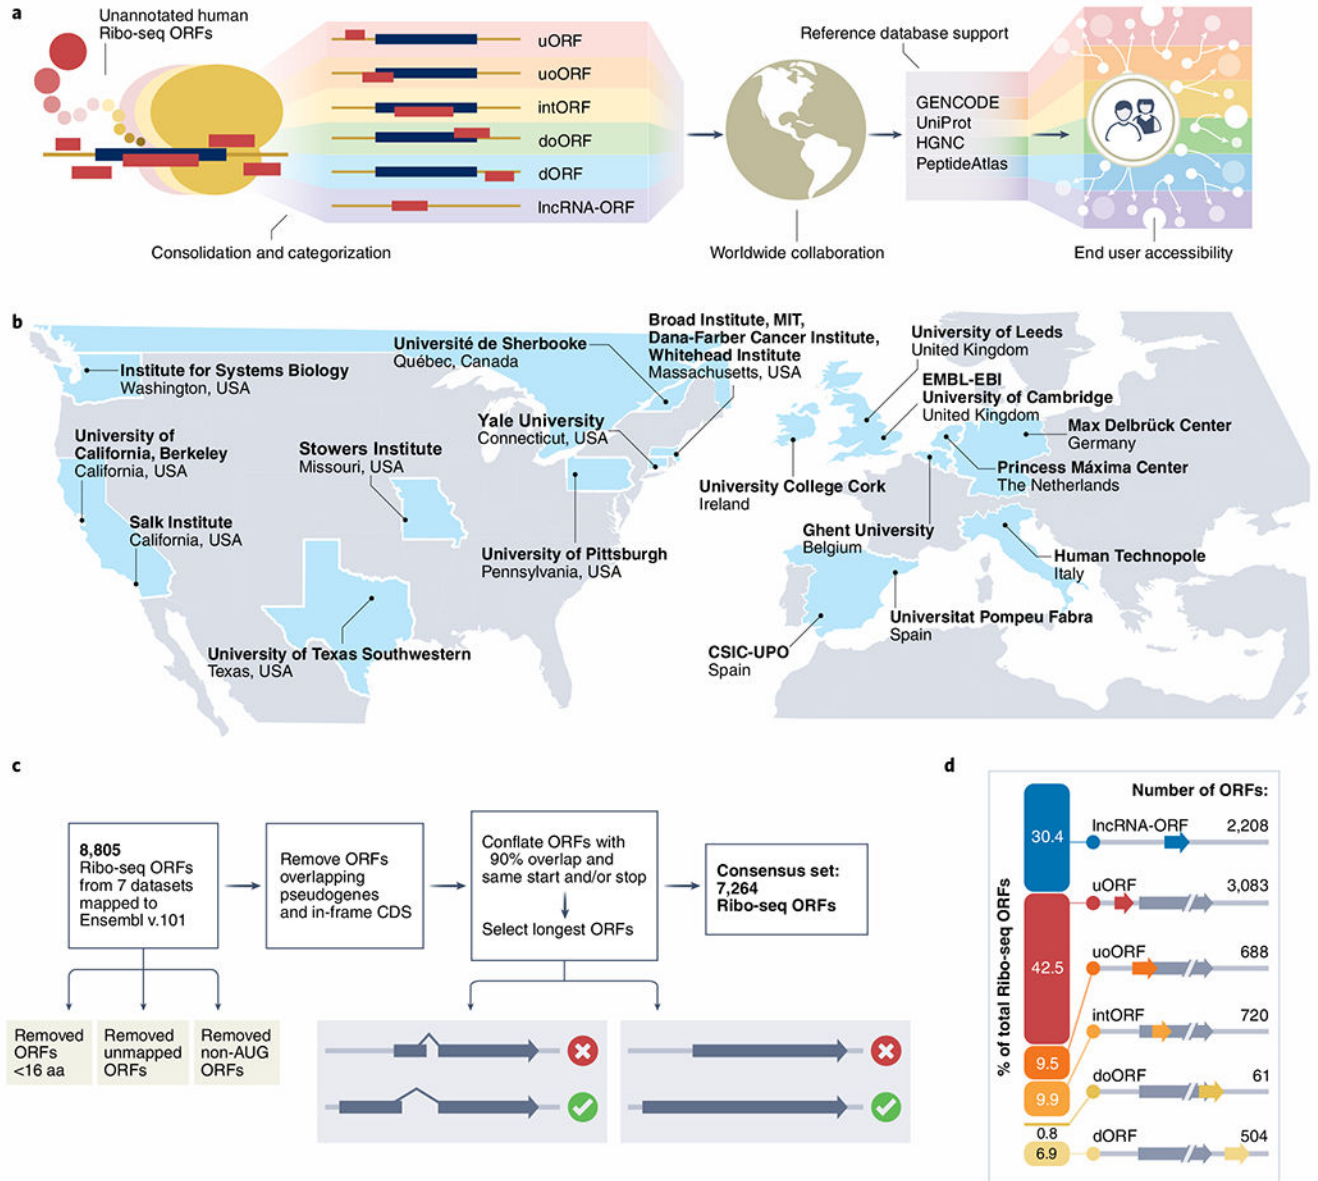 a
Unannotated human
Ribo-seq ORFs
uORF
uoORF
intORF
doORF
dORF
lncRNA-ORF
Consolidation and categorization
Worldwide collaboration
Reference database support
GENCODE
UniProt
HGNC
PeptideAtlas
End user accessibility
b
Institute for Systems Biology
Washington, USA
University of
California, Berkeley
California, USA
Salk Institute
California, USA
Stowers Institute
Missouri, USA
University of Texas Southwestern
Texas, USA
Université de Sherbooke
Québec, Canada
Yale University
Connecticut, USA
Broad Institute, MIT,
Dana-Farber Cancer Institute,
Whitehead Institute
Massachusetts, USA
University of Pittsburgh
Pennsylvania, USA
University of Leeds
United Kingdom
EMBL-EBI
University of Cambridge
United Kingdom
Max Delbrück Center
Germany
Princess Máxima Center
The Netherlands
University College Cork
Ireland
Ghent University
Belgium
Human Technopole
Italy
Universitat Pompeu Fabra
Spain
CSIC-UPO
Spain
c
8,805
Ribo-seq ORFs
from 7 datasets
mapped to
Ensembl v.101
Remove ORFs
overlapping
pseudogenes
and in-frame CDS
Conflate ORFs with
90% overlap and
same start and/or stop
Select longest ORFs
Consensus set:
7,264
Ribo-seq ORFs
Removed
ORFs
<16 aa
Removed
unmapped
ORFs
Removed
non-AUG
ORFs
d
Number of ORFs:
% of total Ribo-seq ORFs
30.4
lncRNA-ORF
2,208
42.5
uORF
3,083
9.5
uoORF
688
9.9
intORF
720
0.8
doORF
61
6.9
dORF
504